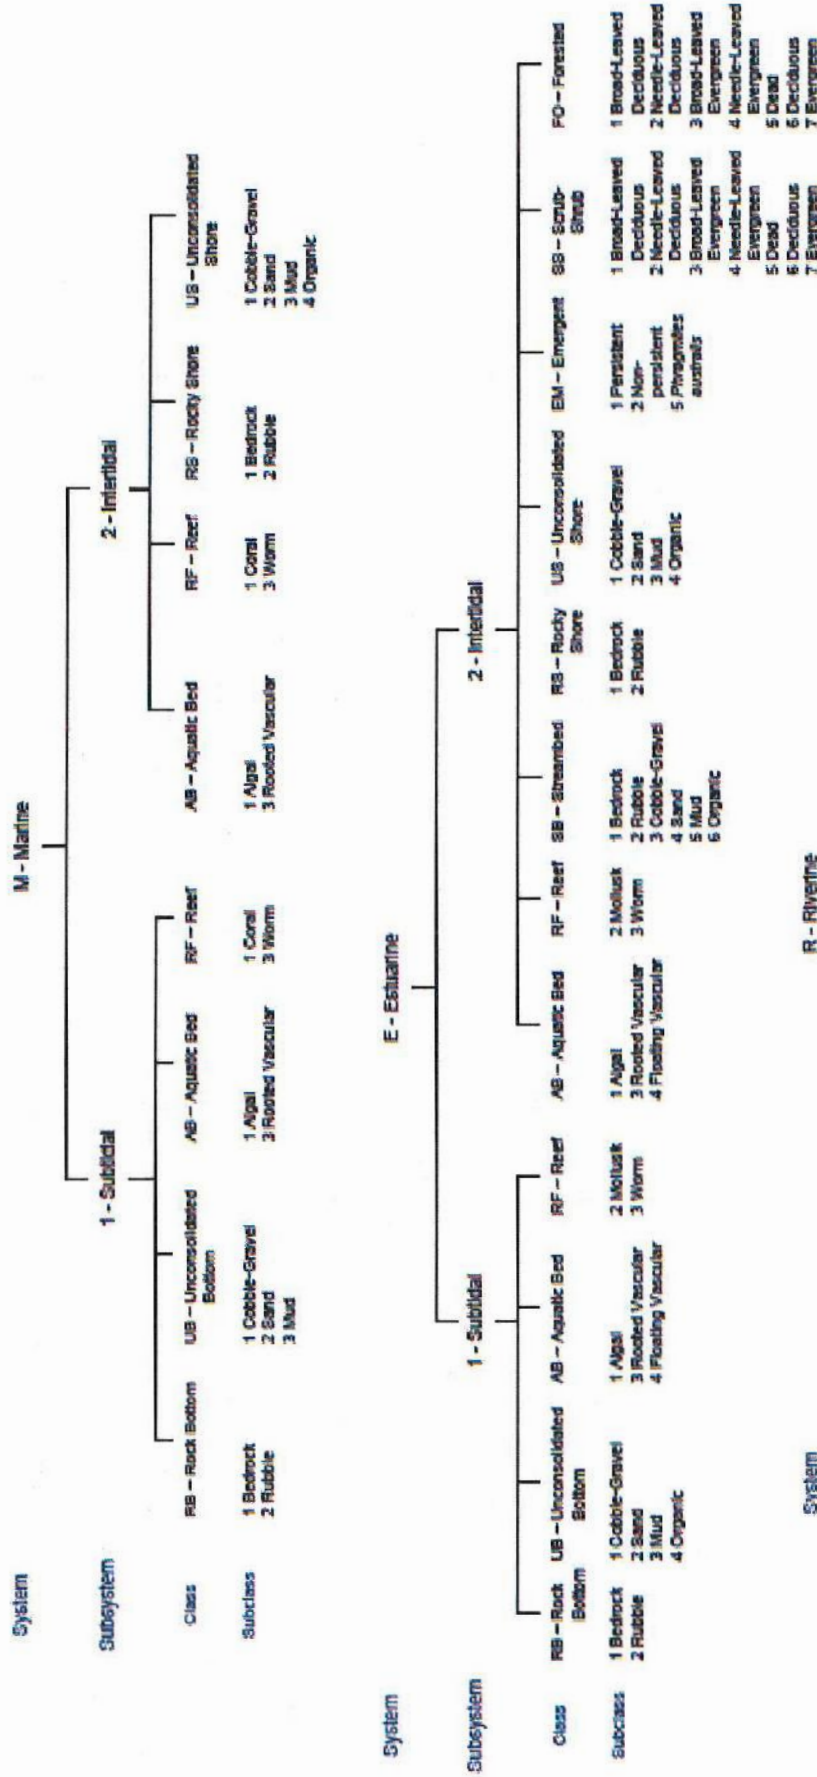 System
M - Marine
Subsystem
1 - Subtidal
2 - Intertidal
Class
RB – Rock Bottom
UB – Unconsolidated
Bottom
AB – Aquatic Bed
RF – Reef
AB – Aquatic Bed
RF – Reef
RS – Rocky Shore
US – Unconsolidated
Shore
Subclass
1 Bedrock
2 Rubble
1 Cobble-Gravel
2 Sand
3 Mud
1 Algal
3 Rooted Vascular
1 Coral
3 Worm
1 Algal
3 Rooted Vascular
1 Coral
3 Worm
1 Bedrock
2 Rubble
1 Cobble-Gravel
2 Sand
3 Mud
4 Organic
System
E - Estuarine
Subsystem
1 - Subtidal
2 - Intertidal
Class
RB – Rock
Bottom
UB – Unconsolidated
Bottom
AB – Aquatic Bed
RF – Reef
AB – Aquatic Bed
RF – Reef
SB – Streambed
RS – Rocky
Shore
US – Unconsolidated
Shore
EM – Emergent
SS – Scrub-
Shrub
FO – Forested
Subclass
1 Bedrock
2 Rubble
1 Cobble-Gravel
2 Sand
3 Mud
4 Organic
1 Algal
3 Rooted Vascular
4 Floating Vascular
2 Mollusk
3 Worm
1 Algal
3 Rooted Vascular
4 Floating Vascular
2 Mollusk
3 Worm
1 Bedrock
2 Rubble
3 Cobble-Gravel
4 Sand
5 Mud
6 Organic
1 Bedrock
2 Rubble
1 Cobble-Gravel
2 Sand
3 Mud
4 Organic
1 Persistent
2 Non-
persistent
5 Phragmites
australis
1 Broad-Leaved
Deciduous
2 Needle-Leaved
Deciduous
3 Broad-Leaved
Evergreen
4 Needle-Leaved
Evergreen
5 Dead
6 Deciduous
7 Evergreen
1 Broad-Leaved
Deciduous
2 Needle-Leaved
Deciduous
3 Broad-Leaved
Evergreen
4 Needle-Leaved
Evergreen
5 Dead
6 Deciduous
7 Evergreen
System
R - Riverine